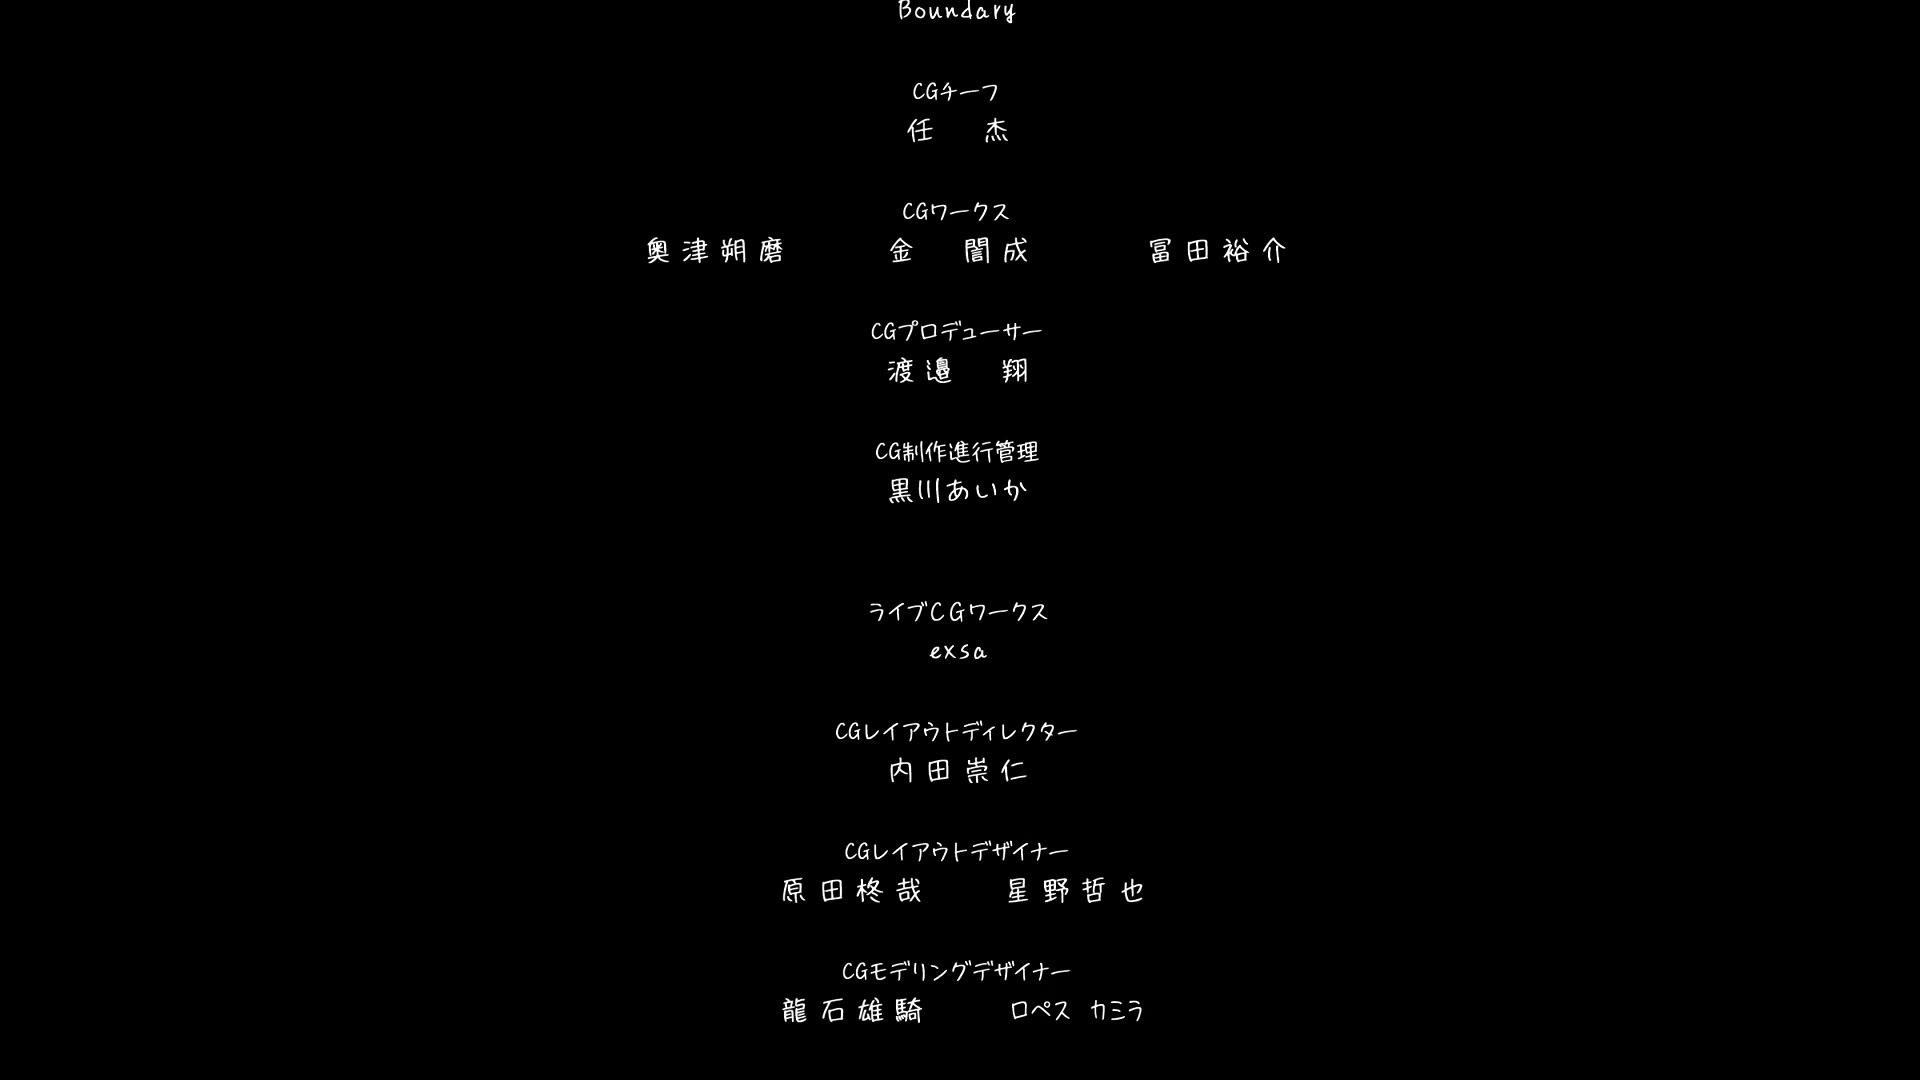 Boundary
CGチーフ
任　杰
CGワークス
奥津朔磨　金　誾成　冨田裕介
CGプロデューサー
渡邉　翔
CG制作進行管理
黒川あいか
ライブCGワークス
exsa
CGレイアウトディレクター
内田崇仁
CGレイアウトデザイナー
原田柊哉　星野哲也
CGモデリングデザイナー
龍石雄騎　ロペス カミラ